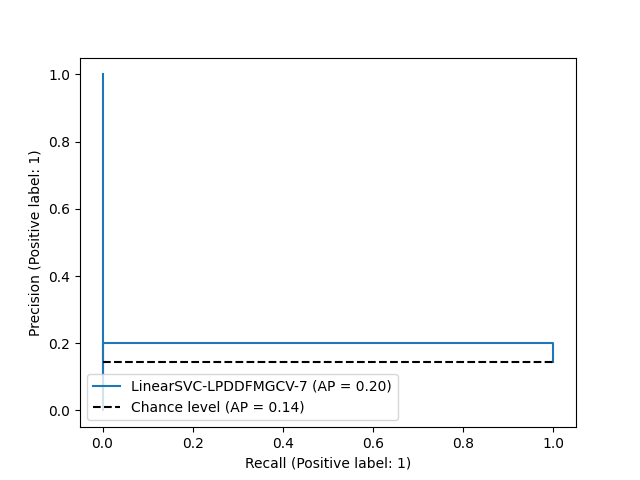 Precision (Positive label: 1)
1.0
0.8
0.6
0.4
0.2
0.0
LinearSVC-LPDDFMGCV-7 (AP = 0.20)
Chance level (AP = 0.14)
0.0 0.2 0.4 0.6 0.8 1.0
Recall (Positive label: 1)